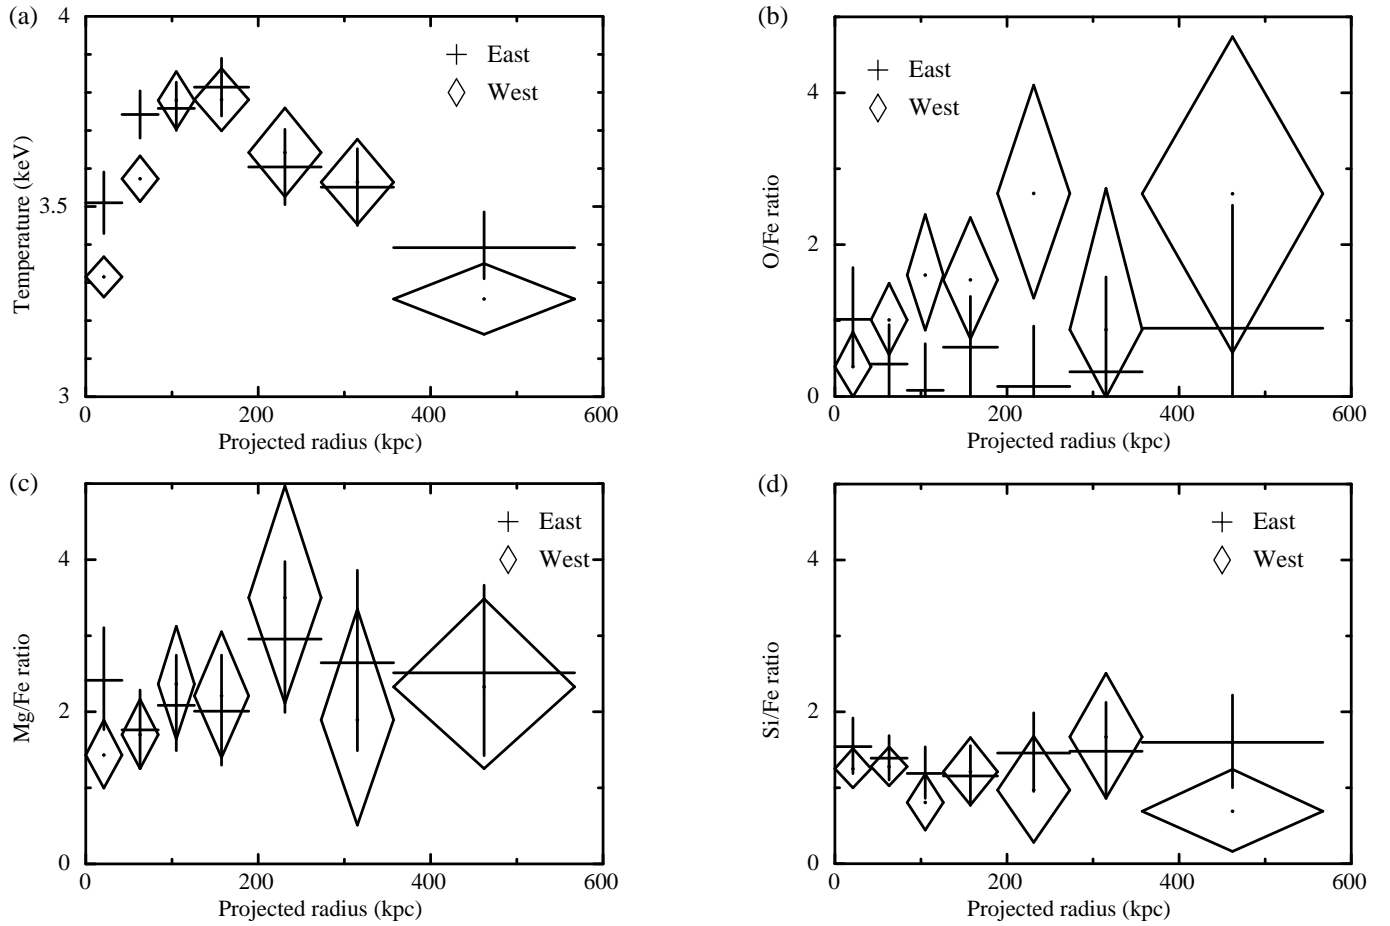 (a)
4
3.5
3
Temperature (keV)
East
West
0
200
400
600
Projected radius (kpc)
(b)
4
2
0
O/Fe ratio
East
West
0
200
400
600
Projected radius (kpc)
(c)
4
2
0
Mg/Fe ratio
East
West
0
200
400
600
Projected radius (kpc)
(d)
4
2
0
Si/Fe ratio
East
West
0
200
400
600
Projected radius (kpc)